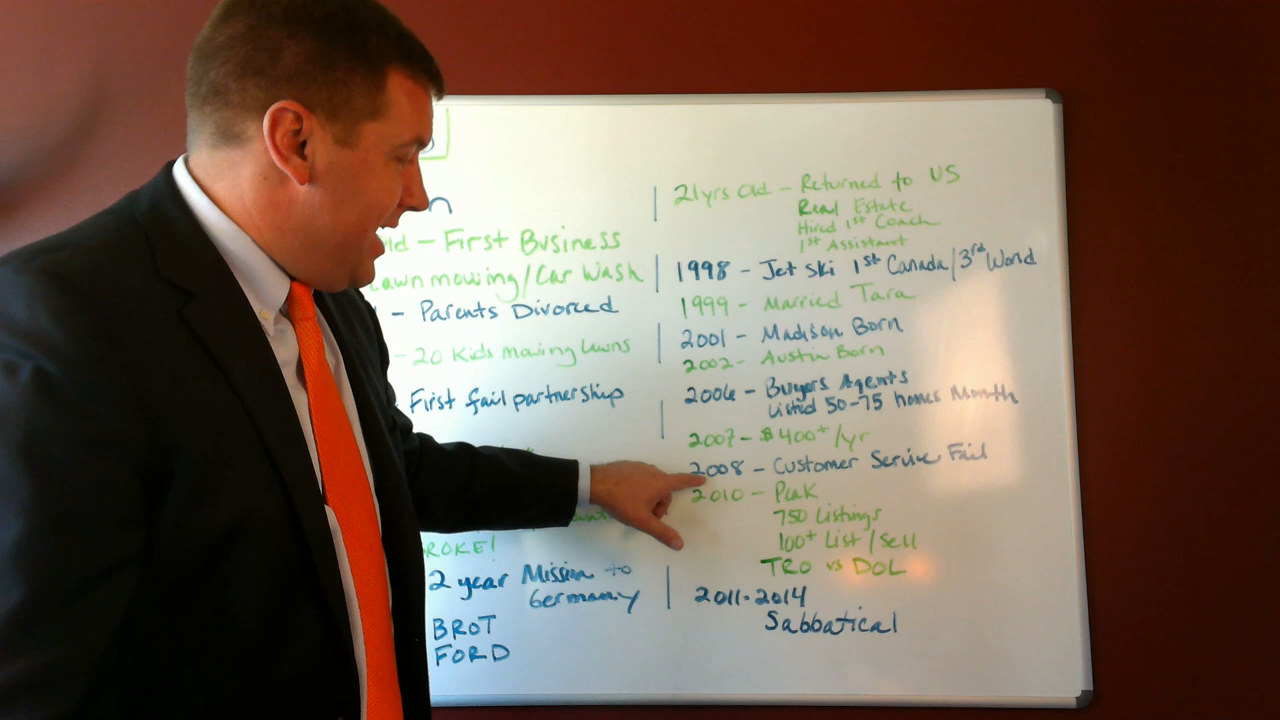 First Business
Lawn mowing/Car Wash
- Parents Divorced
- 20 Kids mowing lawns
- First fail partnership
ROKE!
2 year Mission to
Germany
BROT
FORD
21yrs Old - Returned to US
Real Estate
Hired 1st Coach
1st Assistant
1998 - Jet Ski 1st Canada/3rd World
1999 - Married Tara
2001 - Madison Born
2002 - Austin Born
2006 - Buyers Agents
Listed 50-75 homes Month
2007 - $400+/yr
2008 - Customer Service Fail
2010 - Peak
750 Listings
100+ List/Sell
TRO vs DOL
2011-2014
Sabbatical